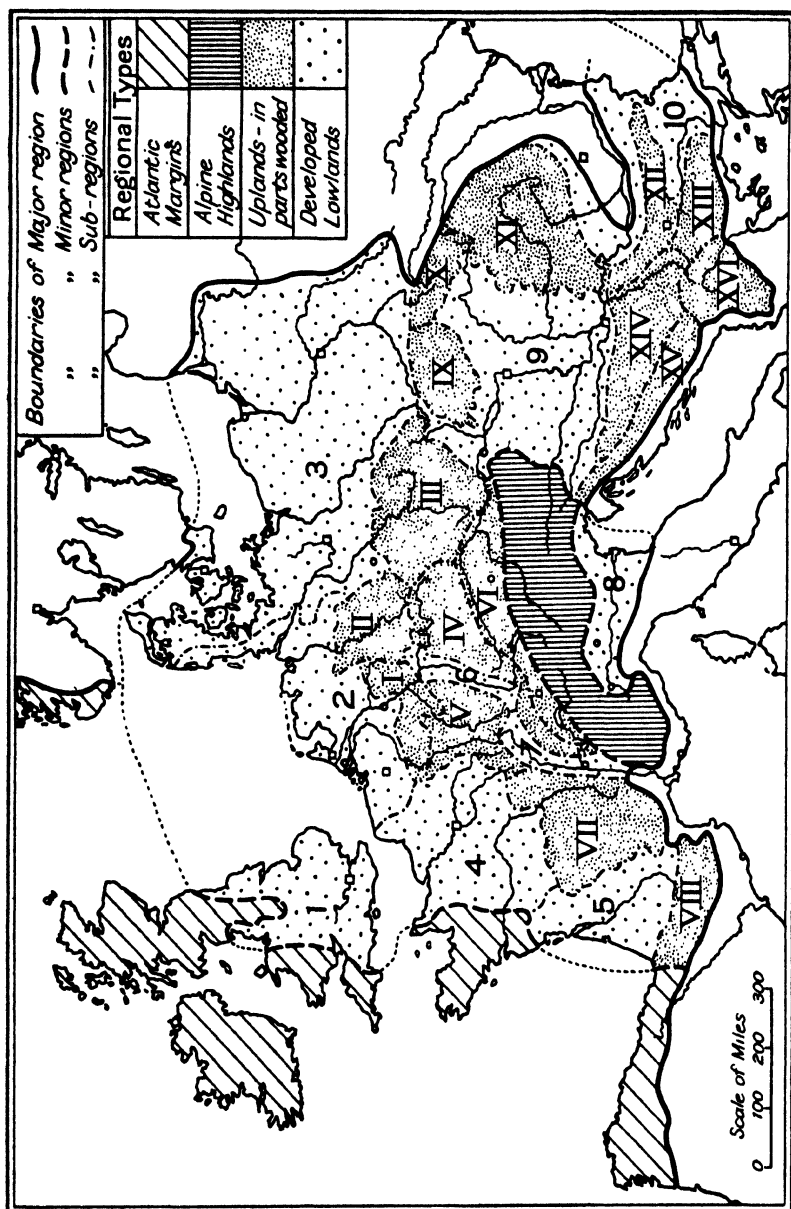 Boundaries of Major region
„ „ Minor regions
„ „ Sub-regions
Regional Types
Atlantic
Margins
Alpine
Highlands
Uplands - in
parts wooded
Developed
Lowlands
1
2
3
4
5
6
7
8
9
10
I
II
III
IV
V
VI
VII
VIII
IX
X
XI
XII
XIII
XIV
XV
XVI
Scale of Miles
0 100 200 300